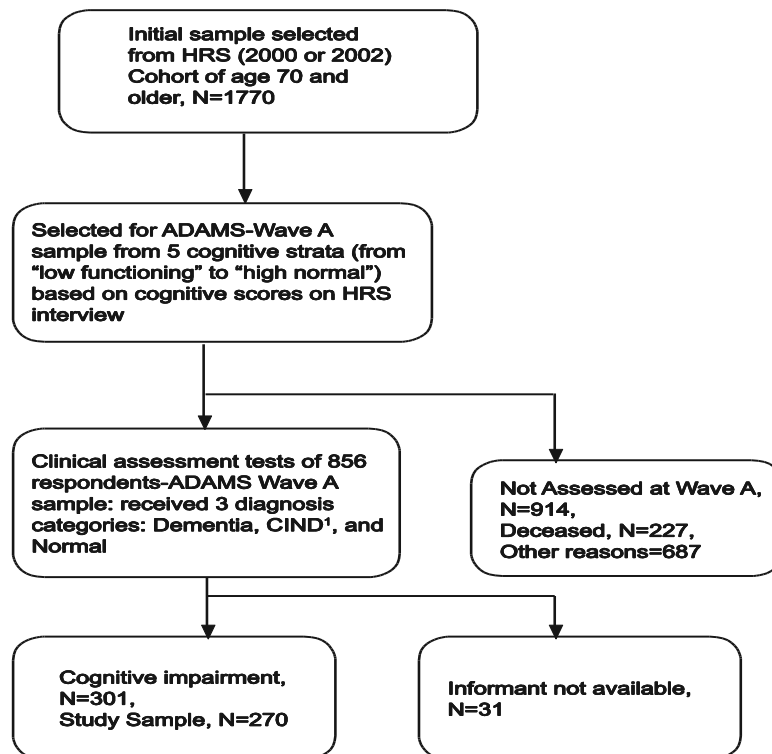 Initial sample selected
from HRS (2000 or 2002)
Cohort of age 70 and
older, N=1770
Selected for ADAMS-Wave A
sample from 5 cognitive strata (from
“low functioning” to “high normal”)
based on cognitive scores on HRS
interview
Clinical assessment tests of 856
respondents-ADAMS Wave A
sample: received 3 diagnosis
categories: Dementia, CIND¹, and
Normal
Not Assessed at Wave A,
N=914,
Deceased, N=227,
Other reasons=687
Cognitive impairment,
N=301,
Study Sample, N=270
Informant not available,
N=31